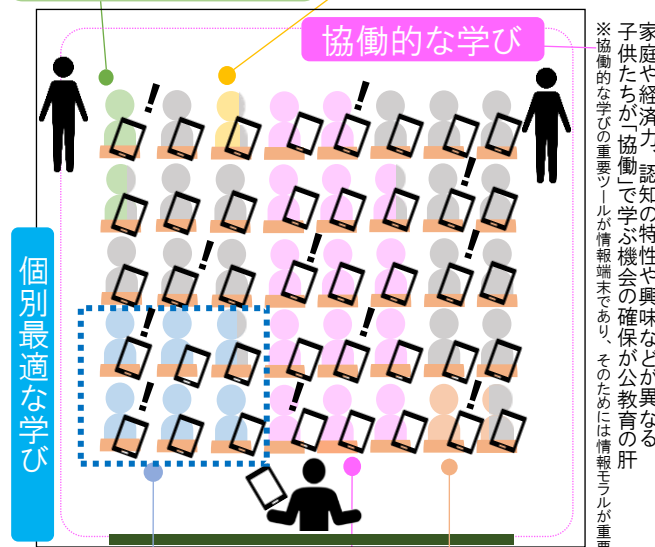 協働的な学び
家庭や経済力、認知の特性や興味などが異なる
子供たちが「協働」で学ぶ機会の確保が公教育の肝
※協働的な学びの重要ツールが情報端末であり、そのためには情報モラルが重要
個別最適な学び
!
!
!
!
!
!
!
!
!
!
!